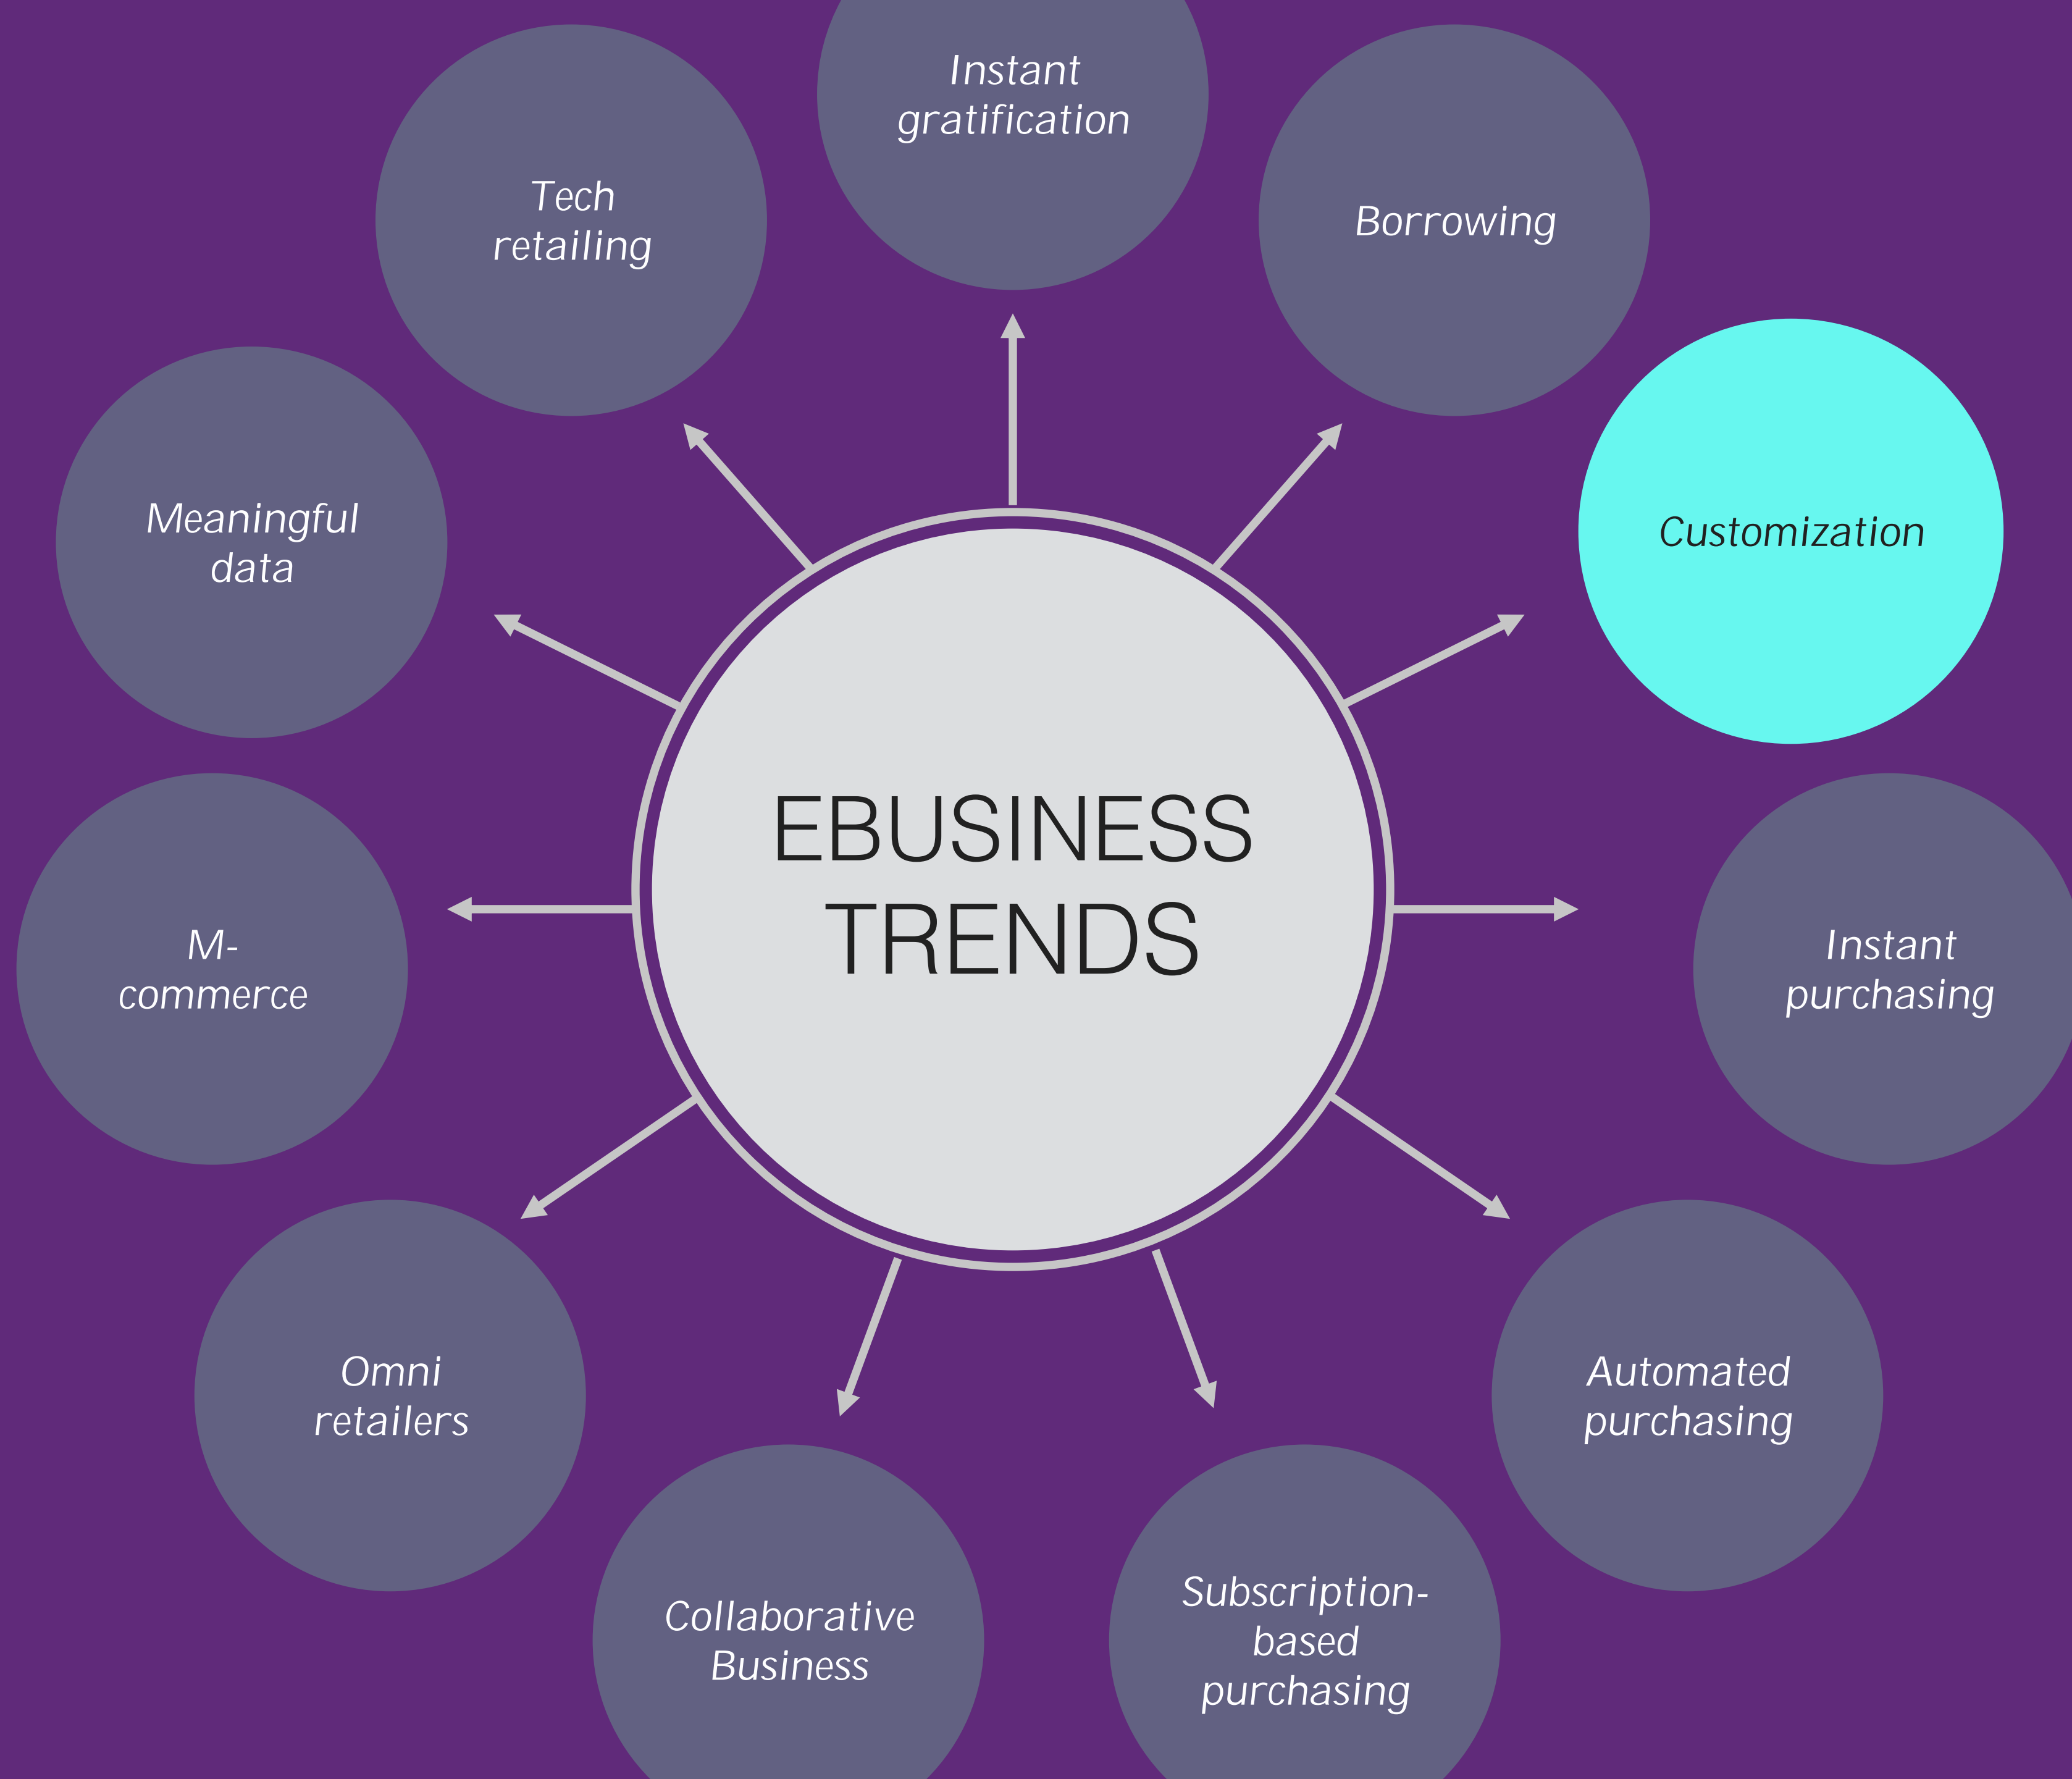 Instant
gratification
Borrowing
Customization
Instant
purchasing
Automated
purchasing
Subscription-
based
purchasing
Collaborative
Business
Omni
retailers
M-
commerce
Meaningful
data
Tech
retailing
EBUSINESS
TRENDS